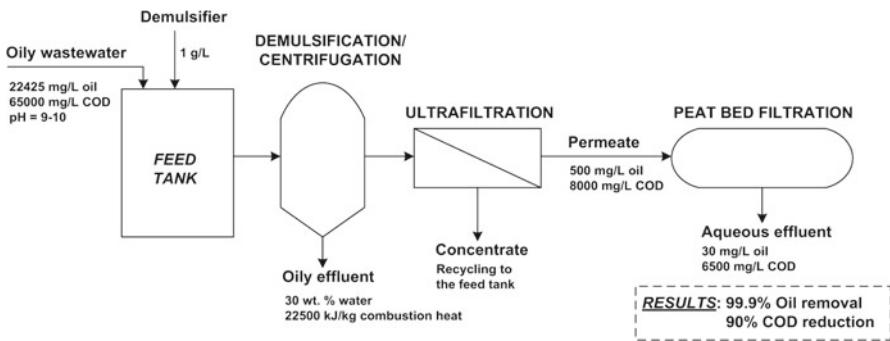 Demulsifier
1 g/L
Oily wastewater
22425 mg/L oil
65000 mg/L COD
pH = 9-10
FEED
TANK
DEMULSIFICATION/
CENTRIFUGATION
Oily effluent
30 wt. % water
22500 kJ/kg combustion heat
ULTRAFILTRATION
Concentrate
Recycling to
the feed tank
Permeate
500 mg/L oil
8000 mg/L COD
PEAT BED FILTRATION
Aqueous effluent
30 mg/L oil
6500 mg/L COD
RESULTS: 99.9% Oil removal
90% COD reduction